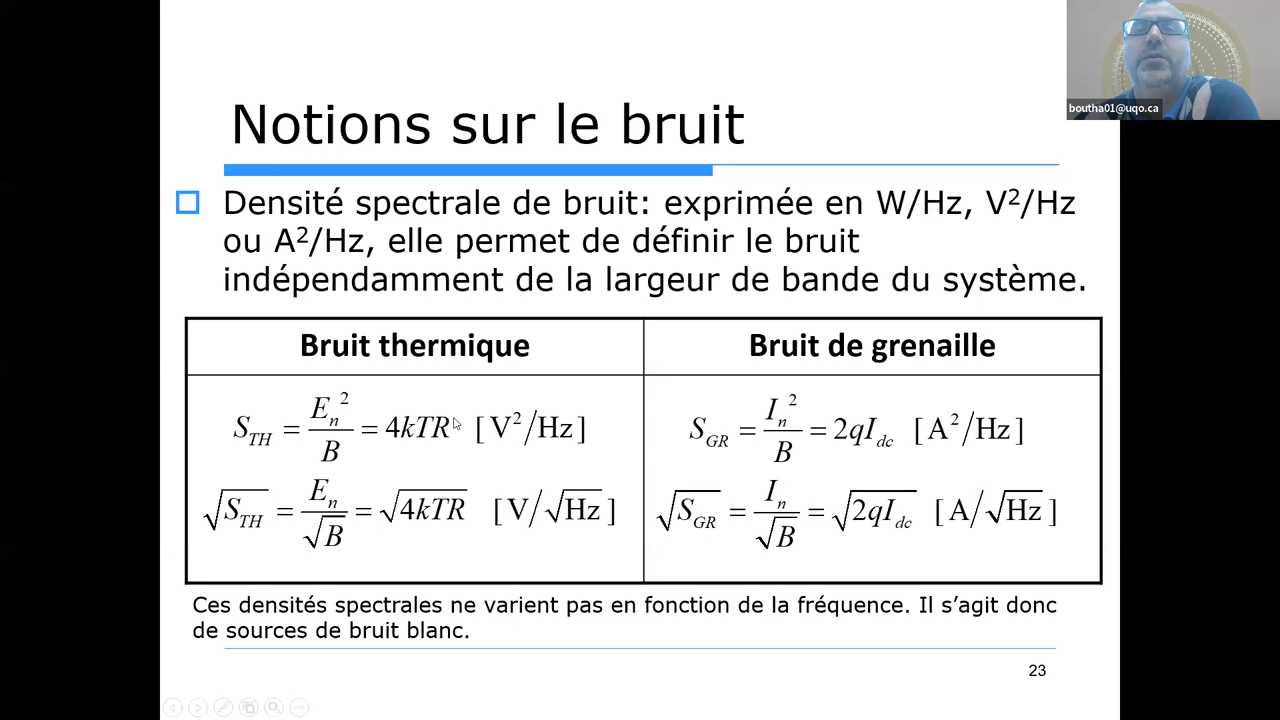 boutha01@uqo.ca
Notions sur le bruit
Densité spectrale de bruit: exprimée en W/Hz, V²/Hz
ou A²/Hz, elle permet de définir le bruit
indépendamment de la largeur de bande du système.
Bruit thermique
S_TH = E_n² / B = 4kTR [V²/Hz]
√S_TH = E_n / √B = √4kTR [V/√Hz]
Bruit de grenaille
S_GR = I_n² / B = 2qI_dc [A²/Hz]
√S_GR = I_n / √B = √2qI_dc [A/√Hz]
Ces densités spectrales ne varient pas en fonction de la fréquence. Il s’agit donc
de sources de bruit blanc.
23